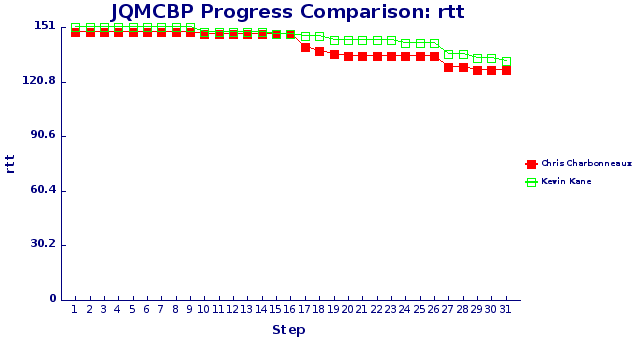 JQMCBP Progress Comparison: rtt
151
120.8
90.6
60.4
30.2
0
rtt
1 2 3 4 5 6 7 8 9 10 11 12 13 14 15 16 17 18 19 20 21 22 23 24 25 26 27 28 29 30 31
Step
Chris Charbonneaux
Kevin Kane